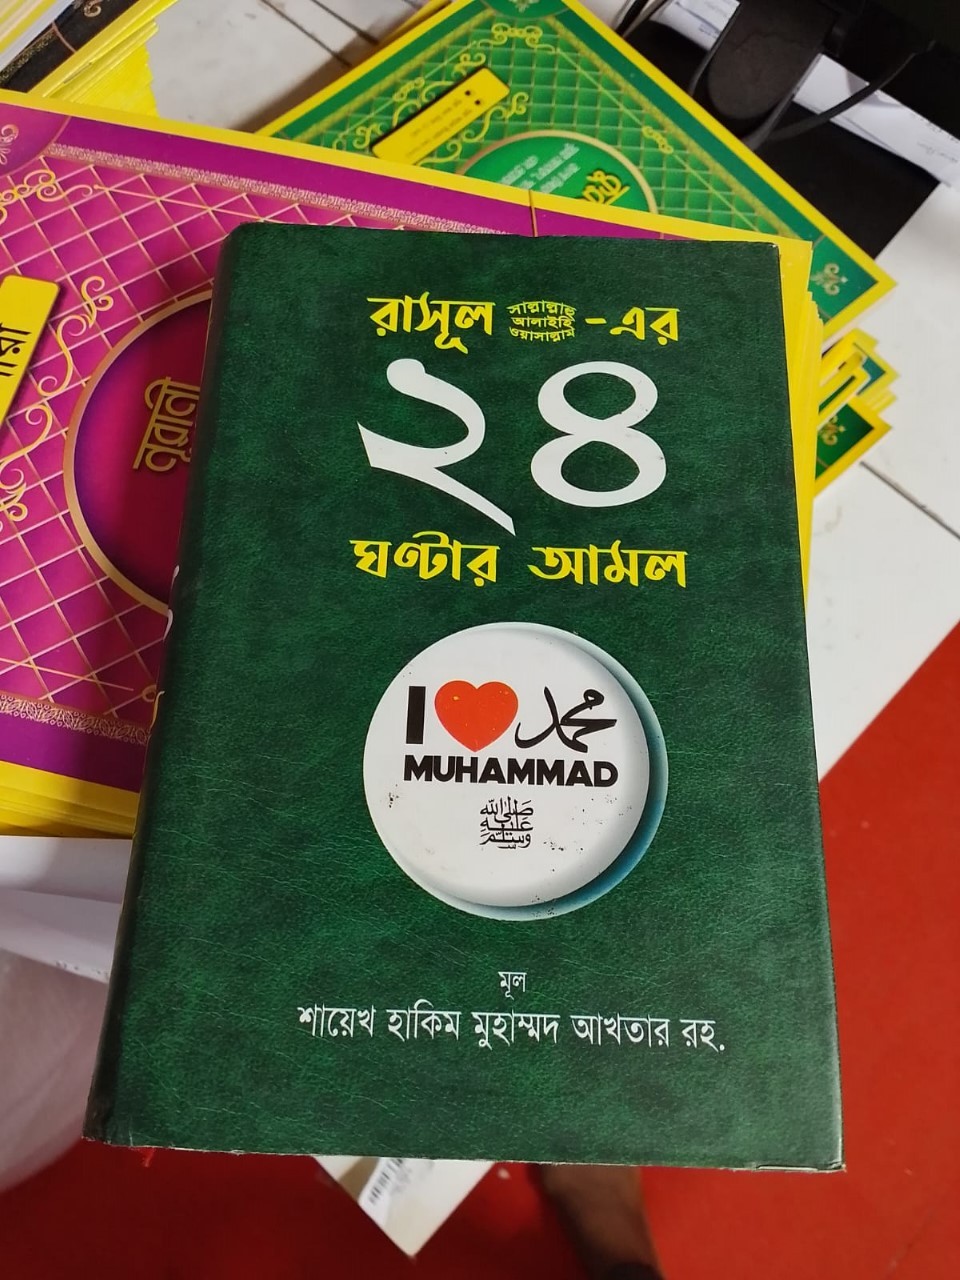 রাসূল সাল্লাল্লাহু আলাইহি ওয়াসাল্লাম -এর
২৪
ঘণ্টার আমল
I ❤ محمد
MUHAMMAD
صلى الله عليه وسلم
মূল
শায়েখ হাকিম মুহাম্মদ আখতার রহ.
নূরানী